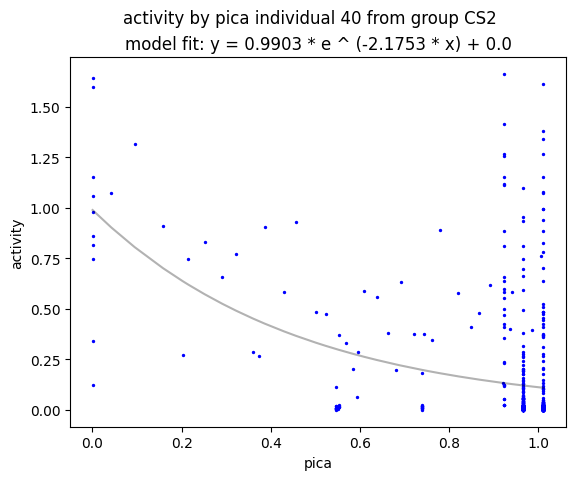 activity by pica individual 40 from group CS2
model fit: y = 0.9903 * e ^ (-2.1753 * x) + 0.0
1.50
1.25
1.00
0.75
0.50
0.25
0.00
activity
0.0 0.2 0.4 0.6 0.8 1.0
pica